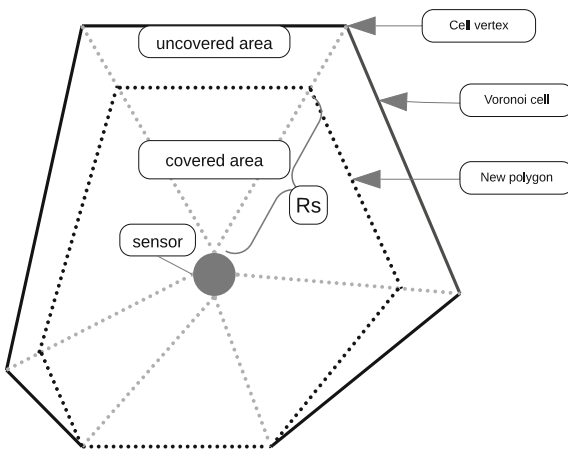 Cell vertex
uncovered area
Voronoi cell
covered area
New polygon
Rs
sensor